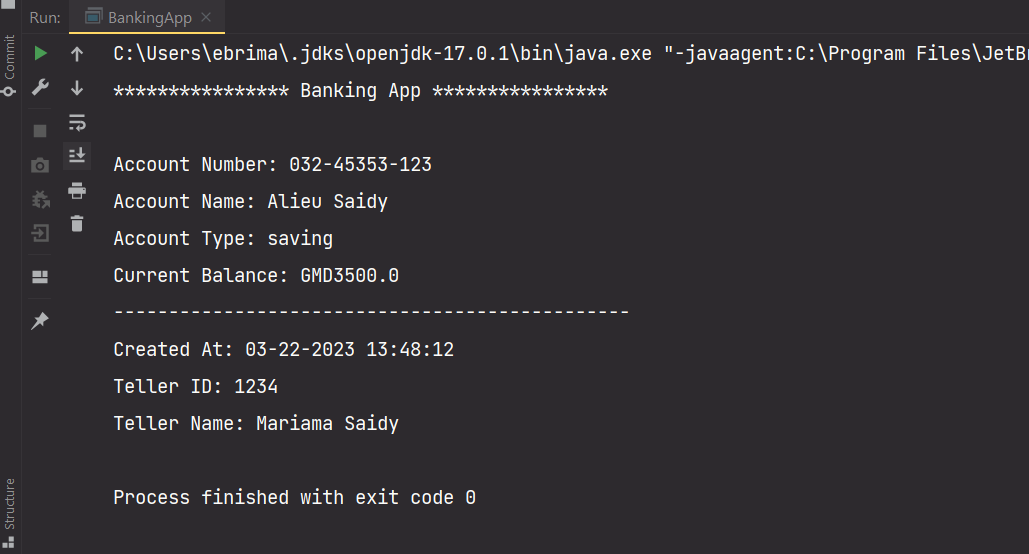 Run: BankingApp
Commit
C:\Users\ebrima\.jdks\openjdk-17.0.1\bin\java.exe "-javaagent:C:\Program Files\JetBr
**************** Banking App ****************
Account Number: 032-45353-123
Account Name: Alieu Saidy
Account Type: saving
Current Balance: GMD3500.0
-----------------------------------------------
Created At: 03-22-2023 13:48:12
Teller ID: 1234
Teller Name: Mariama Saidy
Process finished with exit code 0
Structure